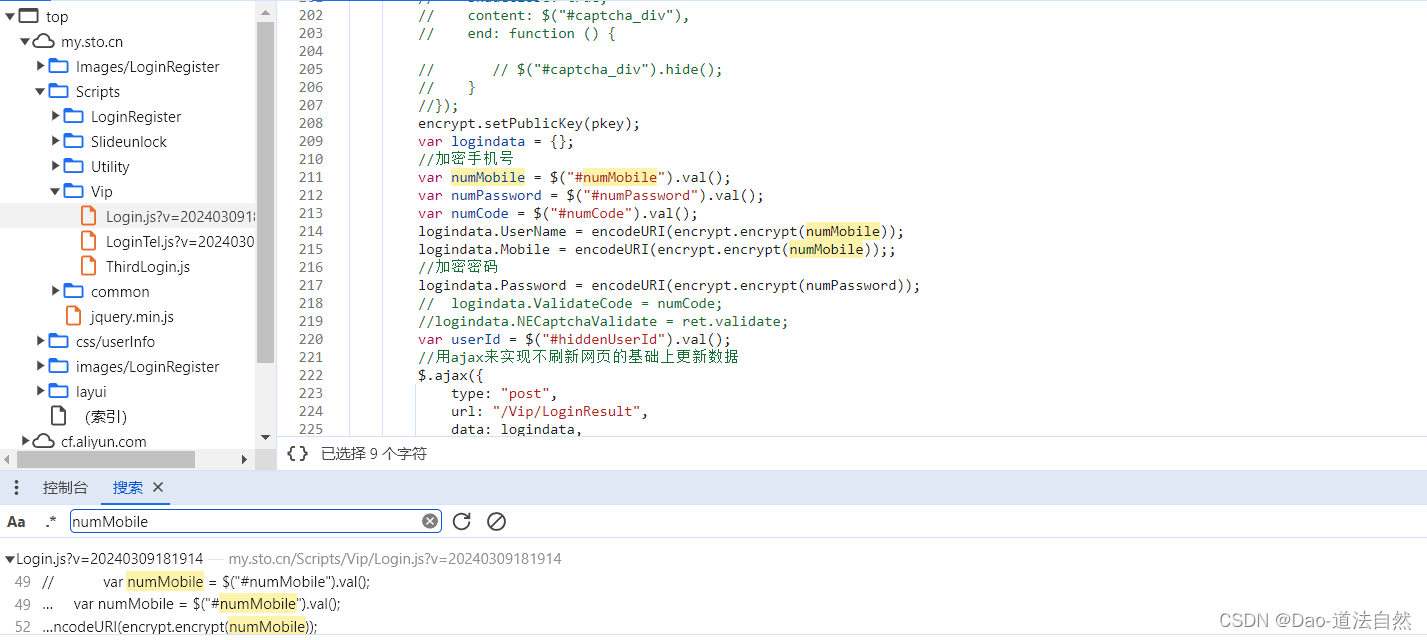 top
my.sto.cn
Images/LoginRegister
Scripts
LoginRegister
Slideunlock
Utility
Vip
Login.js?v=2024030918
LoginTel.js?v=2024030
ThirdLogin.js
common
jquery.min.js
css/userInfo
images/LoginRegister
layui
(索引)
cf.aliyun.com
202 // content: $("#captcha_div"),
203 // end: function () {
204
205 // // $("#captcha_div").hide();
206 // }
207 //});
208 encrypt.setPublicKey(pkey);
209 var logindata = {};
210 //加密手机号
211 var numMobile = $("#numMobile").val();
212 var numPassword = $("#numPassword").val();
213 var numCode = $("#numCode").val();
214 logindata.UserName = encodeURI(encrypt.encrypt(numMobile));
215 logindata.Mobile = encodeURI(encrypt.encrypt(numMobile));;
216 //加密密码
217 logindata.Password = encodeURI(encrypt.encrypt(numPassword));
218 // logindata.ValidateCode = numCode;
219 //logindata.NECaptchaValidate = ret.validate;
220 var userId = $("#hiddenUserId").val();
221 //用ajax来实现不刷新网页的基础上更新数据
222 $.ajax({
223 type: "post",
224 url: "/Vip/LoginResult",
225 data: logindata,
{} 已选择 9 个字符
控制台 搜索 ×
Aa .* numMobile
Login.js?v=20240309181914 — my.sto.cn/Scripts/Vip/Login.js?v=20240309181914
49 // var numMobile = $("#numMobile").val();
49 ... var numMobile = $("#numMobile").val();
52 ...ncodeURI(encrypt.encrypt(numMobile));
CSDN @Dao-道法自然